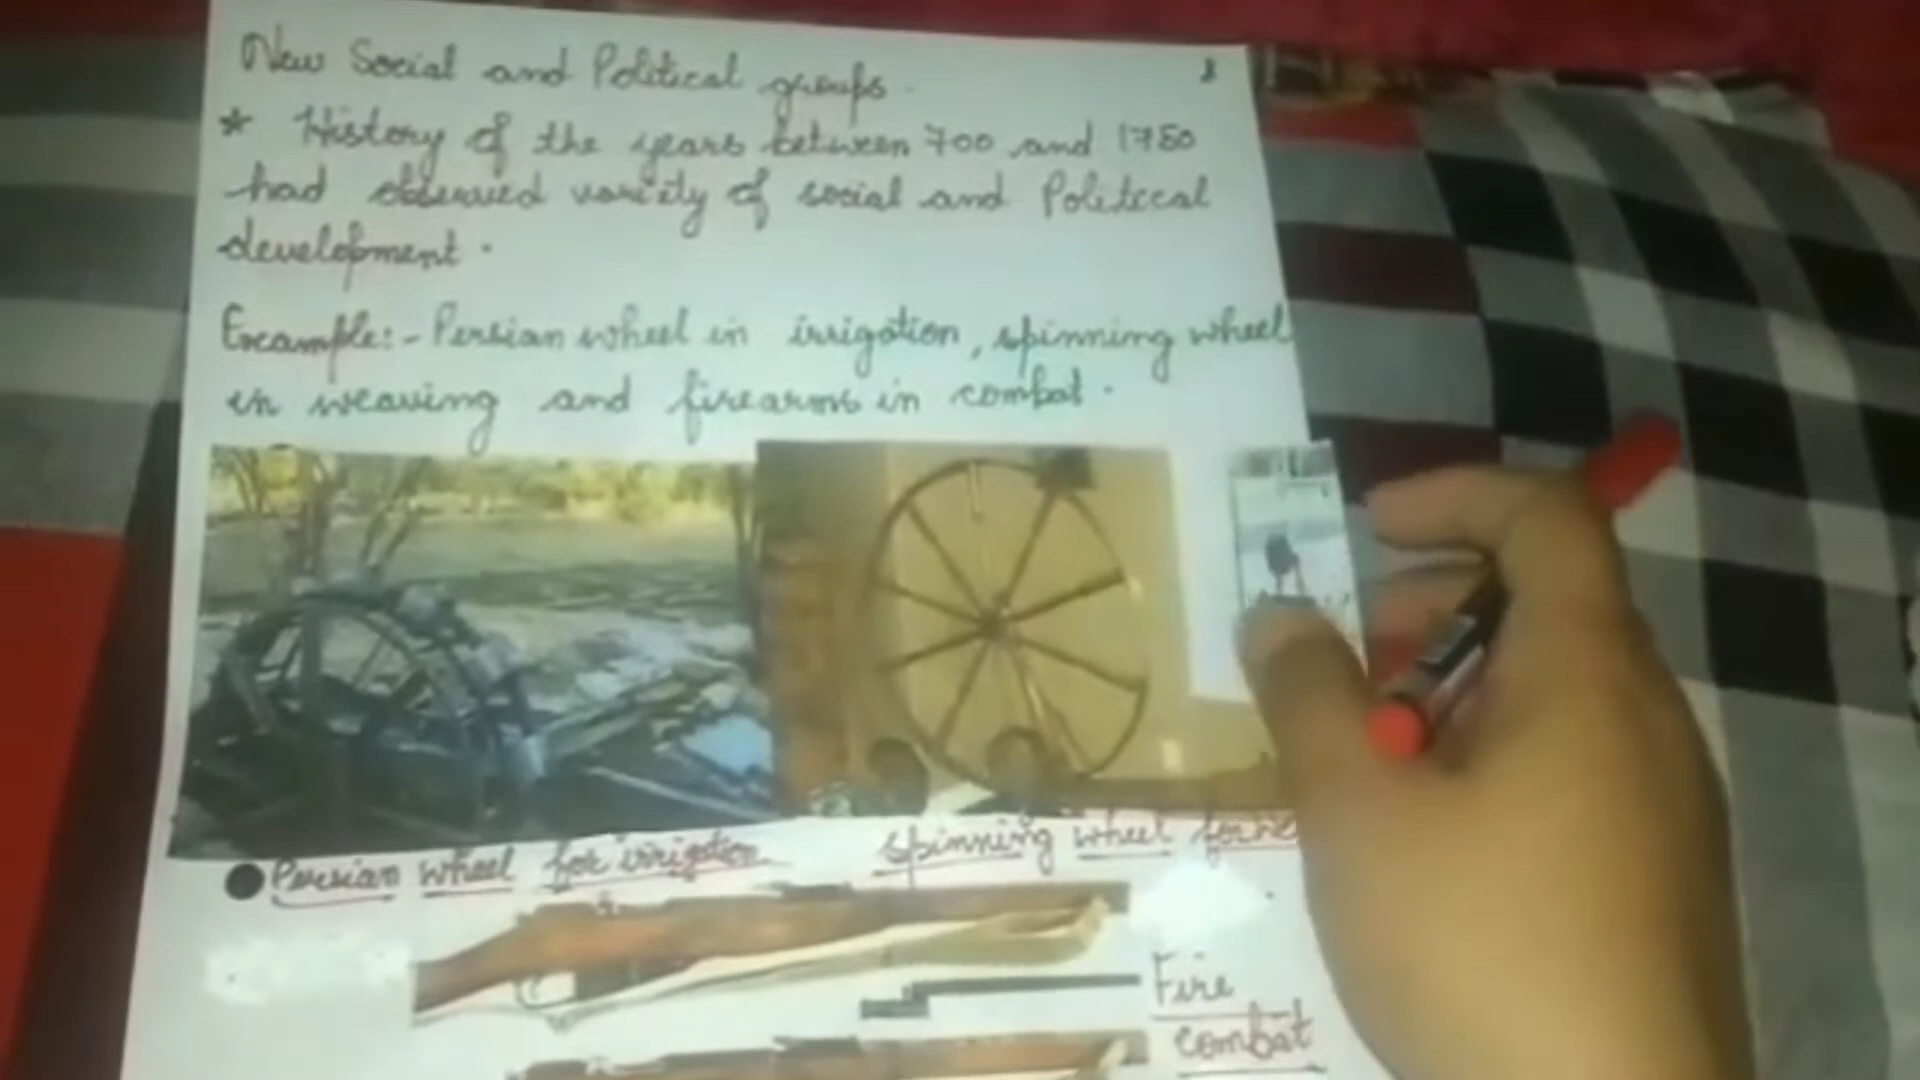 New Social and Political groups.
* History of the years between 700 and 1750
had observed variety of social and Political
development.
Example:- Persian wheel in irrigation, spinning wheel
in weaving and firearms in combat.
Persian wheel for irrigation
spinning wheel
Fire
combat